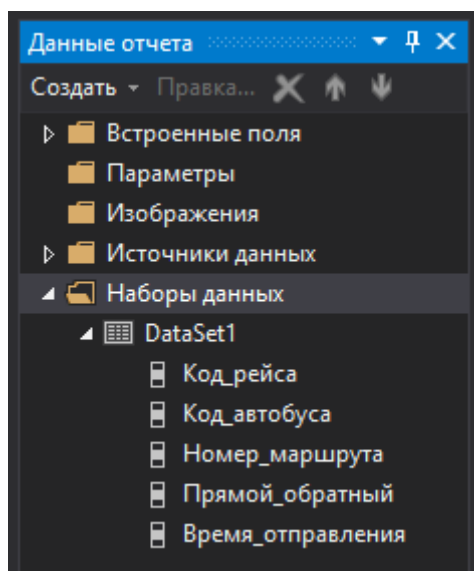 Данные отчета
Создать Правка...
Встроенные поля
Параметры
Изображения
Источники данных
Наборы данных
DataSet1
Код_рейса
Код_автобуса
Номер_маршрута
Прямой_обратный
Время_отправления